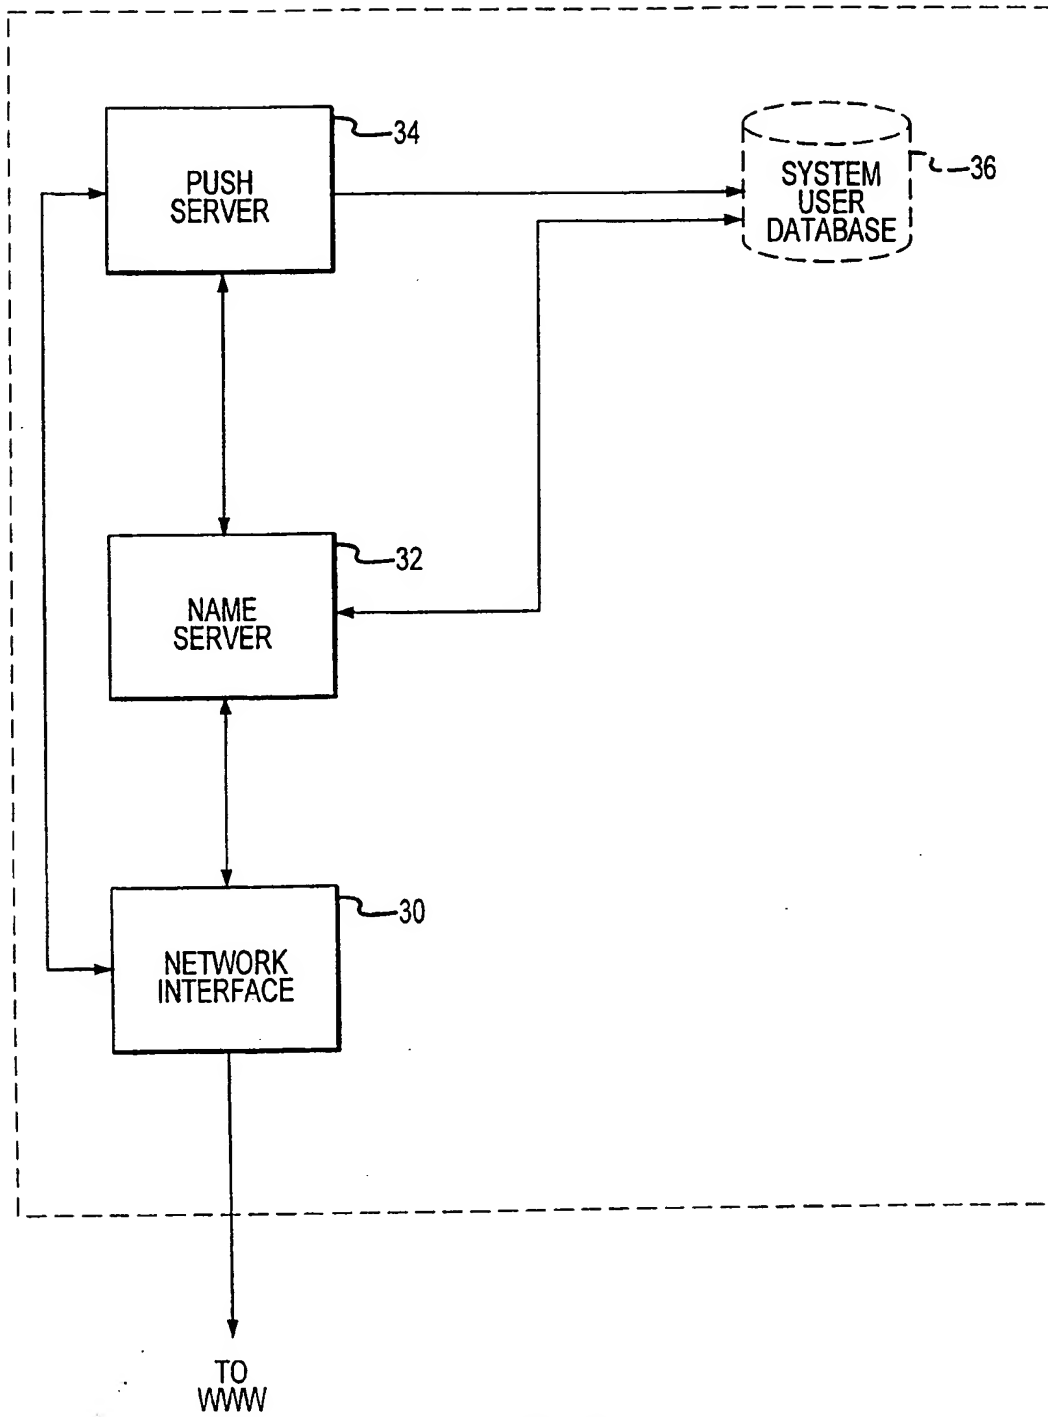 34
PUSH
SERVER
SYSTEM
USER
DATABASE
36
32
NAME
SERVER
30
NETWORK
INTERFACE
TO
WWW